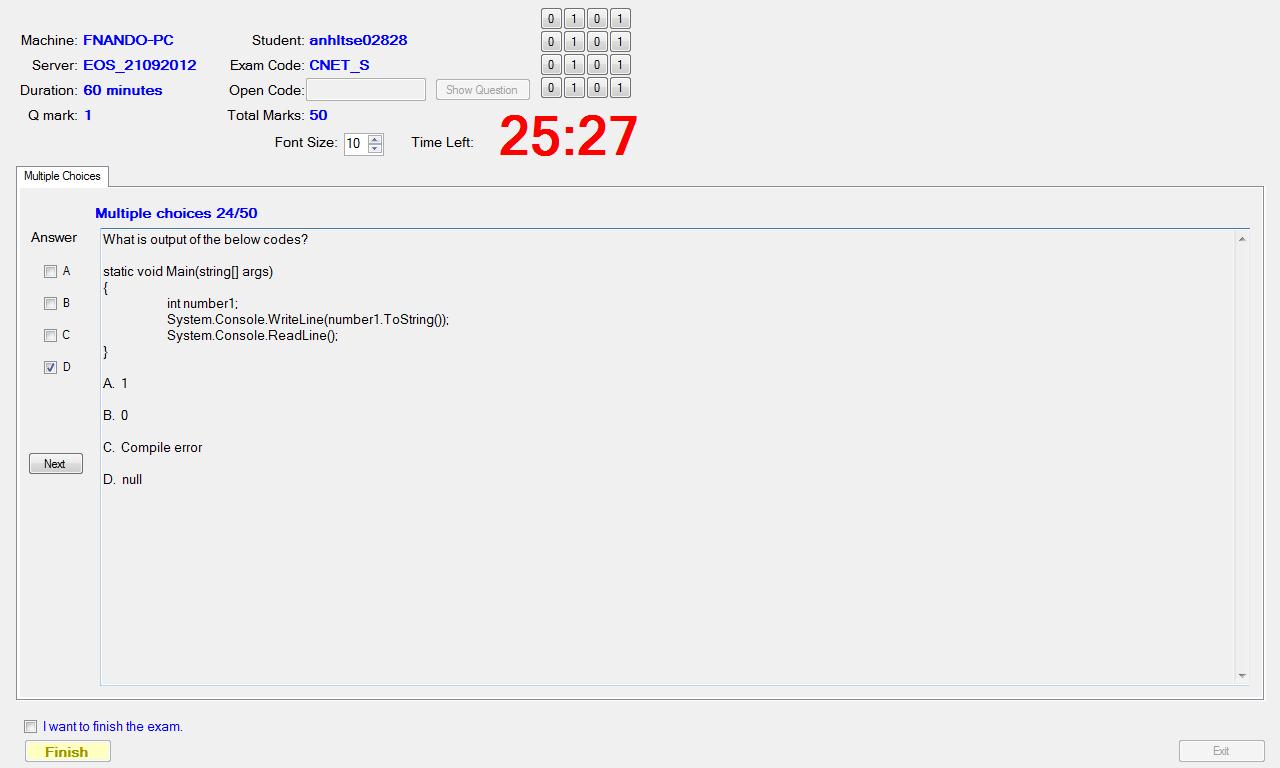 Machine: FNANDO-PC Student: anhltse02828
Server: EOS_21092012 Exam Code: CNET_S
Duration: 60 minutes Open Code: Show Question
Q mark: 1 Total Marks: 50
0 1 0 1
0 1 0 1
0 1 0 1
0 1 0 1
Font Size: 10 Time Left: 25:27
Multiple Choices
Multiple choices 24/50
Answer
A
B
C
D
Next
What is output of the below codes?
static void Main(string[] args)
{
int number1;
System.Console.WriteLine(number1.ToString());
System.Console.ReadLine();
}
A. 1
B. 0
C. Compile error
D. null
I want to finish the exam.
Finish
Exit